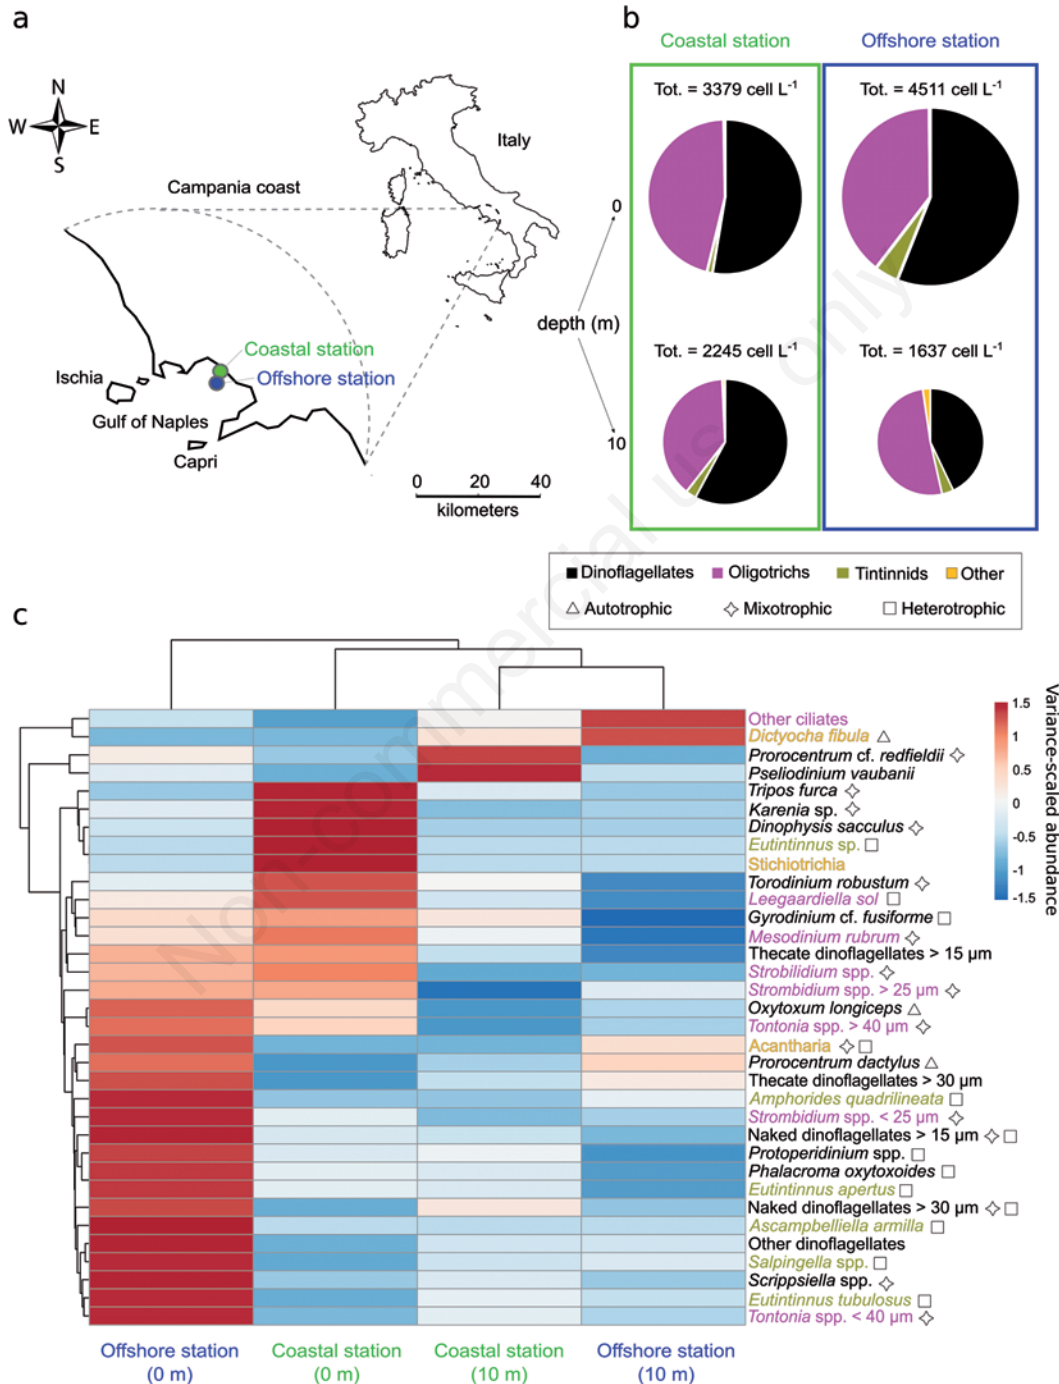 a
N
W
E
S
Italy
Campania coast
Coastal station
Offshore station
Ischia
Gulf of Naples
Capri
0 20 40
kilometers
b
Coastal station Offshore station
Tot. = 3379 cell L-1 Tot. = 4511 cell L-1
0
depth (m)
Tot. = 2245 cell L-1 Tot. = 1637 cell L-1
10
Dinoflagellates Oligotrichs Tintinnids Other
Autotrophic Mixotrophic Heterotrophic
c
Other ciliates
Dictyocha fibula
Prorocentrum cf. redfieldii
Pseliodinium vaubanii
Tripos furca
Karenia sp.
Dinophysis sacculus
Eutintinnus sp.
Stichiotrichia
Torodinium robustum
Leegaardiella sol
Gyrodinium cf. fusiforme
Mesodinium rubrum
Thecate dinoflagellates > 15 µm
Strobilidium spp.
Strombidium spp. > 25 µm
Oxytoxum longiceps
Tontonia spp. > 40 µm
Acantharia
Prorocentrum dactylus
Thecate dinoflagellates > 30 µm
Amphorides quadrilineata
Strombidium spp. < 25 µm
Naked dinoflagellates > 15 µm
Protoperidinium spp.
Phalacroma oxytoxoides
Eutintinnus apertus
Naked dinoflagellates > 30 µm
Ascampbelliella armilla
Other dinoflagellates
Salpingella spp.
Scrippsiella spp.
Eutintinnus tubulosus
Tontonia spp. < 40 µm
1.5
1
0.5
0
-0.5
-1
-1.5
Variance-scaled abundance
Offshore station Coastal station Coastal station Offshore station
(0 m) (0 m) (10 m) (10 m)
Non-commercial use only